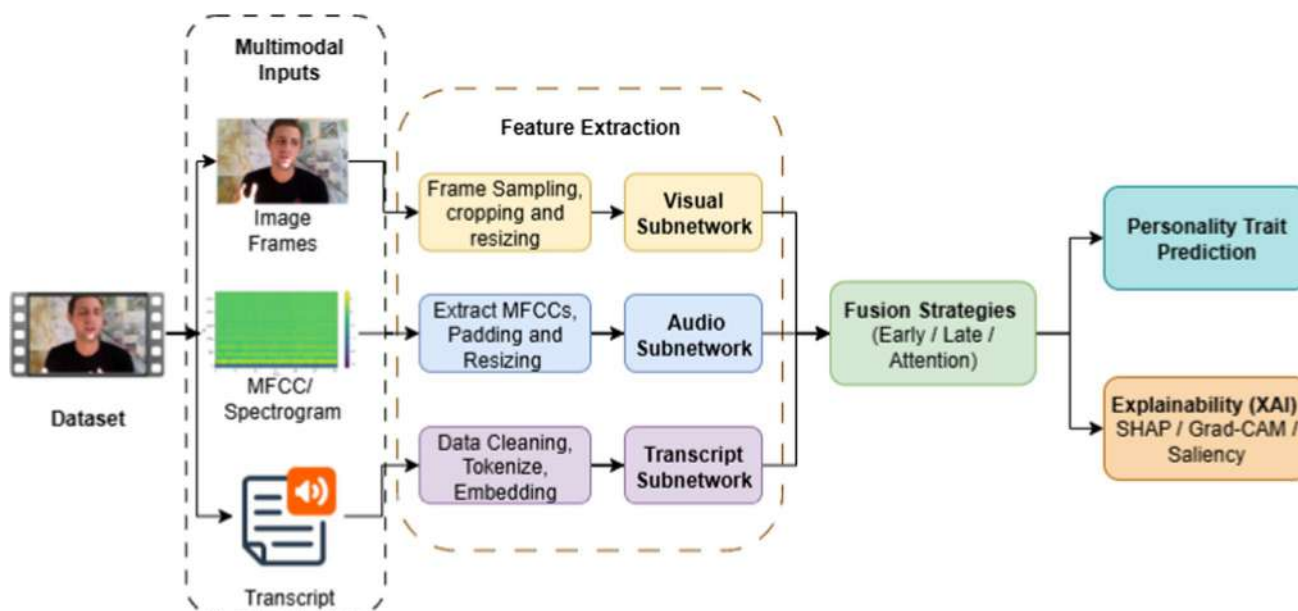 Multimodal
Inputs
Image
Frames
MFCC/
Spectrogram
Transcript
Dataset
Feature Extraction
Frame Sampling,
cropping and
resizing
Visual
Subnetwork
Extract MFCCs,
Padding and
Resizing
Audio
Subnetwork
Data Cleaning,
Tokenize,
Embedding
Transcript
Subnetwork
Fusion Strategies
(Early / Late /
Attention)
Personality Trait
Prediction
Explainability (XAI)
SHAP / Grad-CAM /
Saliency